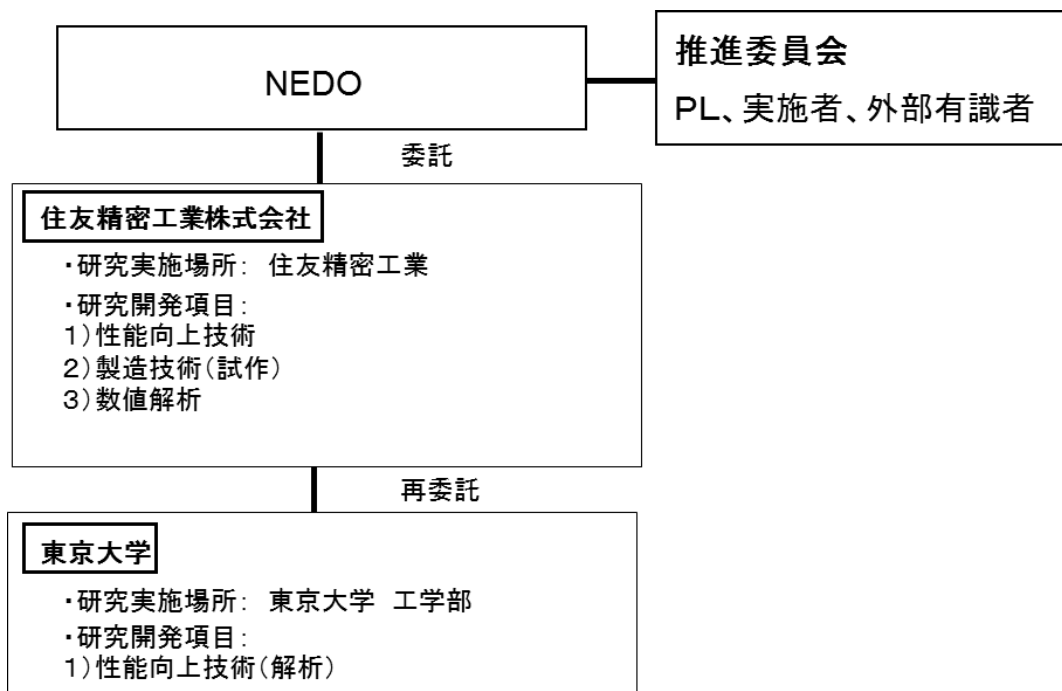 NEDO
推進委員会
PL、実施者、外部有識者
委託
住友精密工業株式会社
・研究実施場所： 住友精密工業
・研究開発項目：
1）性能向上技術
2）製造技術（試作）
3）数値解析
再委託
東京大学
・研究実施場所： 東京大学 工学部
・研究開発項目：
1）性能向上技術（解析）